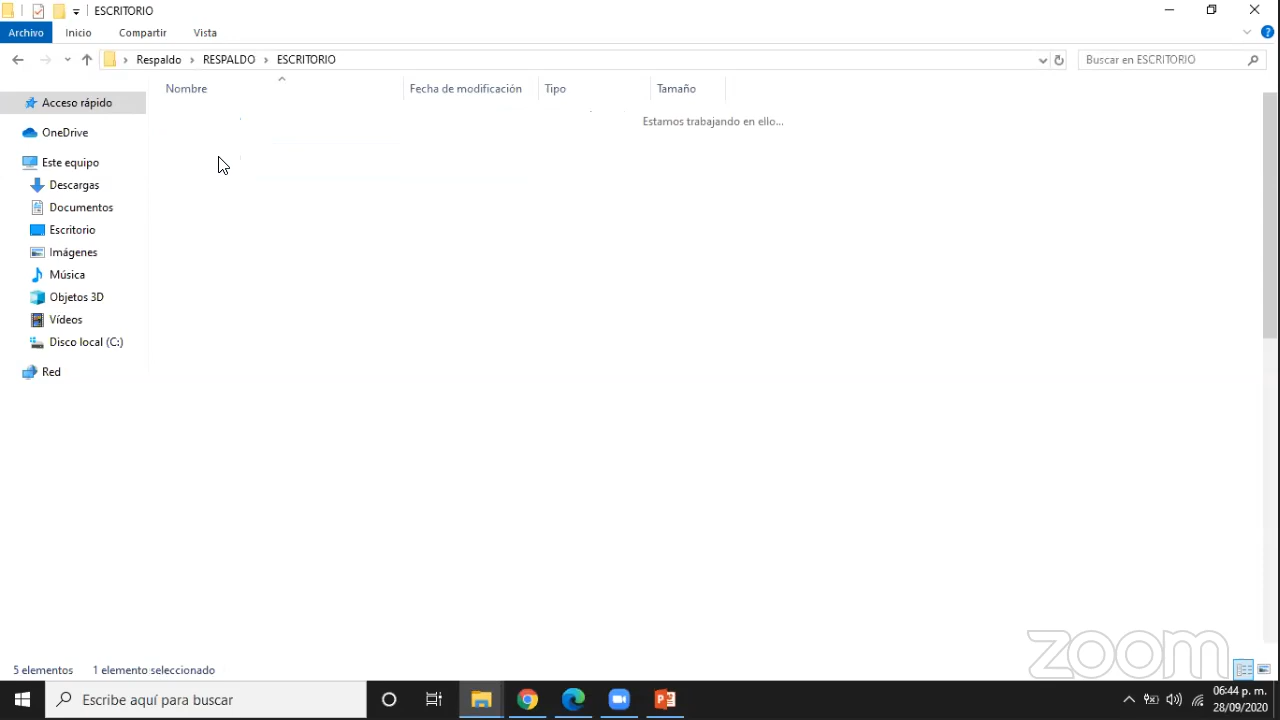 ESCRITORIO
Archivo Inicio Compartir Vista
Respaldo RESPALDO ESCRITORIO Buscar en ESCRITORIO
Nombre Fecha de modificación Tipo Tamaño
Acceso rápido
Estamos trabajando en ello...
OneDrive
Este equipo
Descargas
Documentos
Escritorio
Imágenes
Música
Objetos 3D
Vídeos
Disco local (C:)
Red
zoom
5 elementos 1 elemento seleccionado
Escribe aquí para buscar
06:44 p. m.
28/09/2020